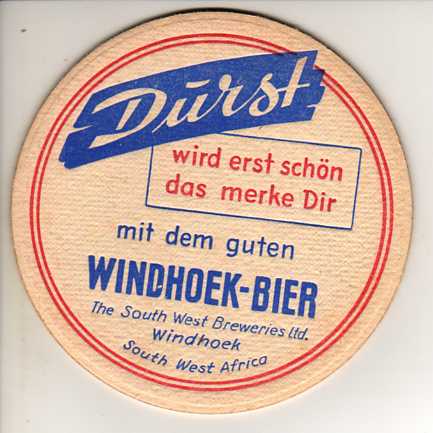 Durst
wird erst schön
das merke Dir
mit dem guten
WINDHOEK-BIER
The South West Breweries Ltd.
Windhoek
South West Africa